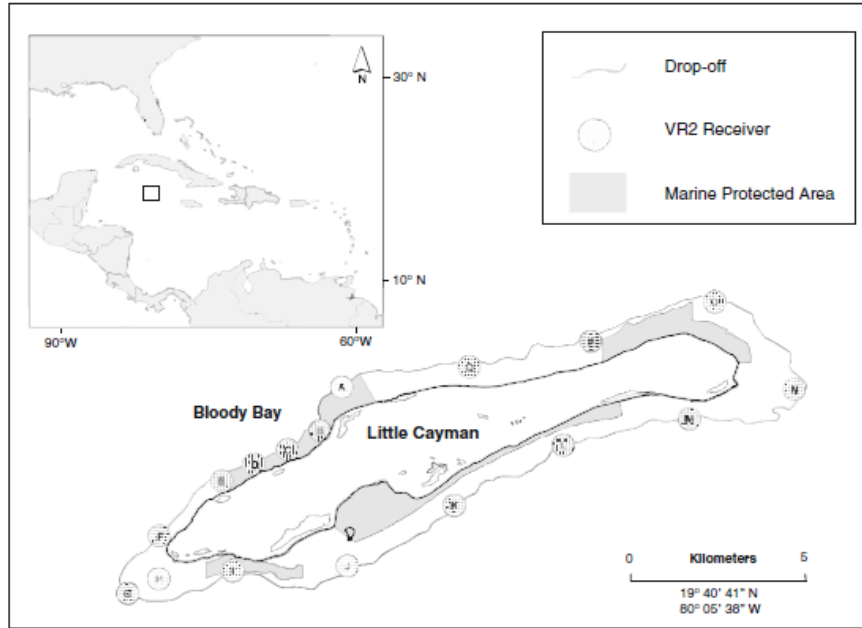 N
30° N
10° N
90°W
60°W
Drop-off
VR2 Receiver
Marine Protected Area
Bloody Bay
Little Cayman
A
D
C
E
F
G
I
J
K
L
M
N
O
P
Q
0 Kilometers 5
19° 40' 41" N
80° 05' 38" W